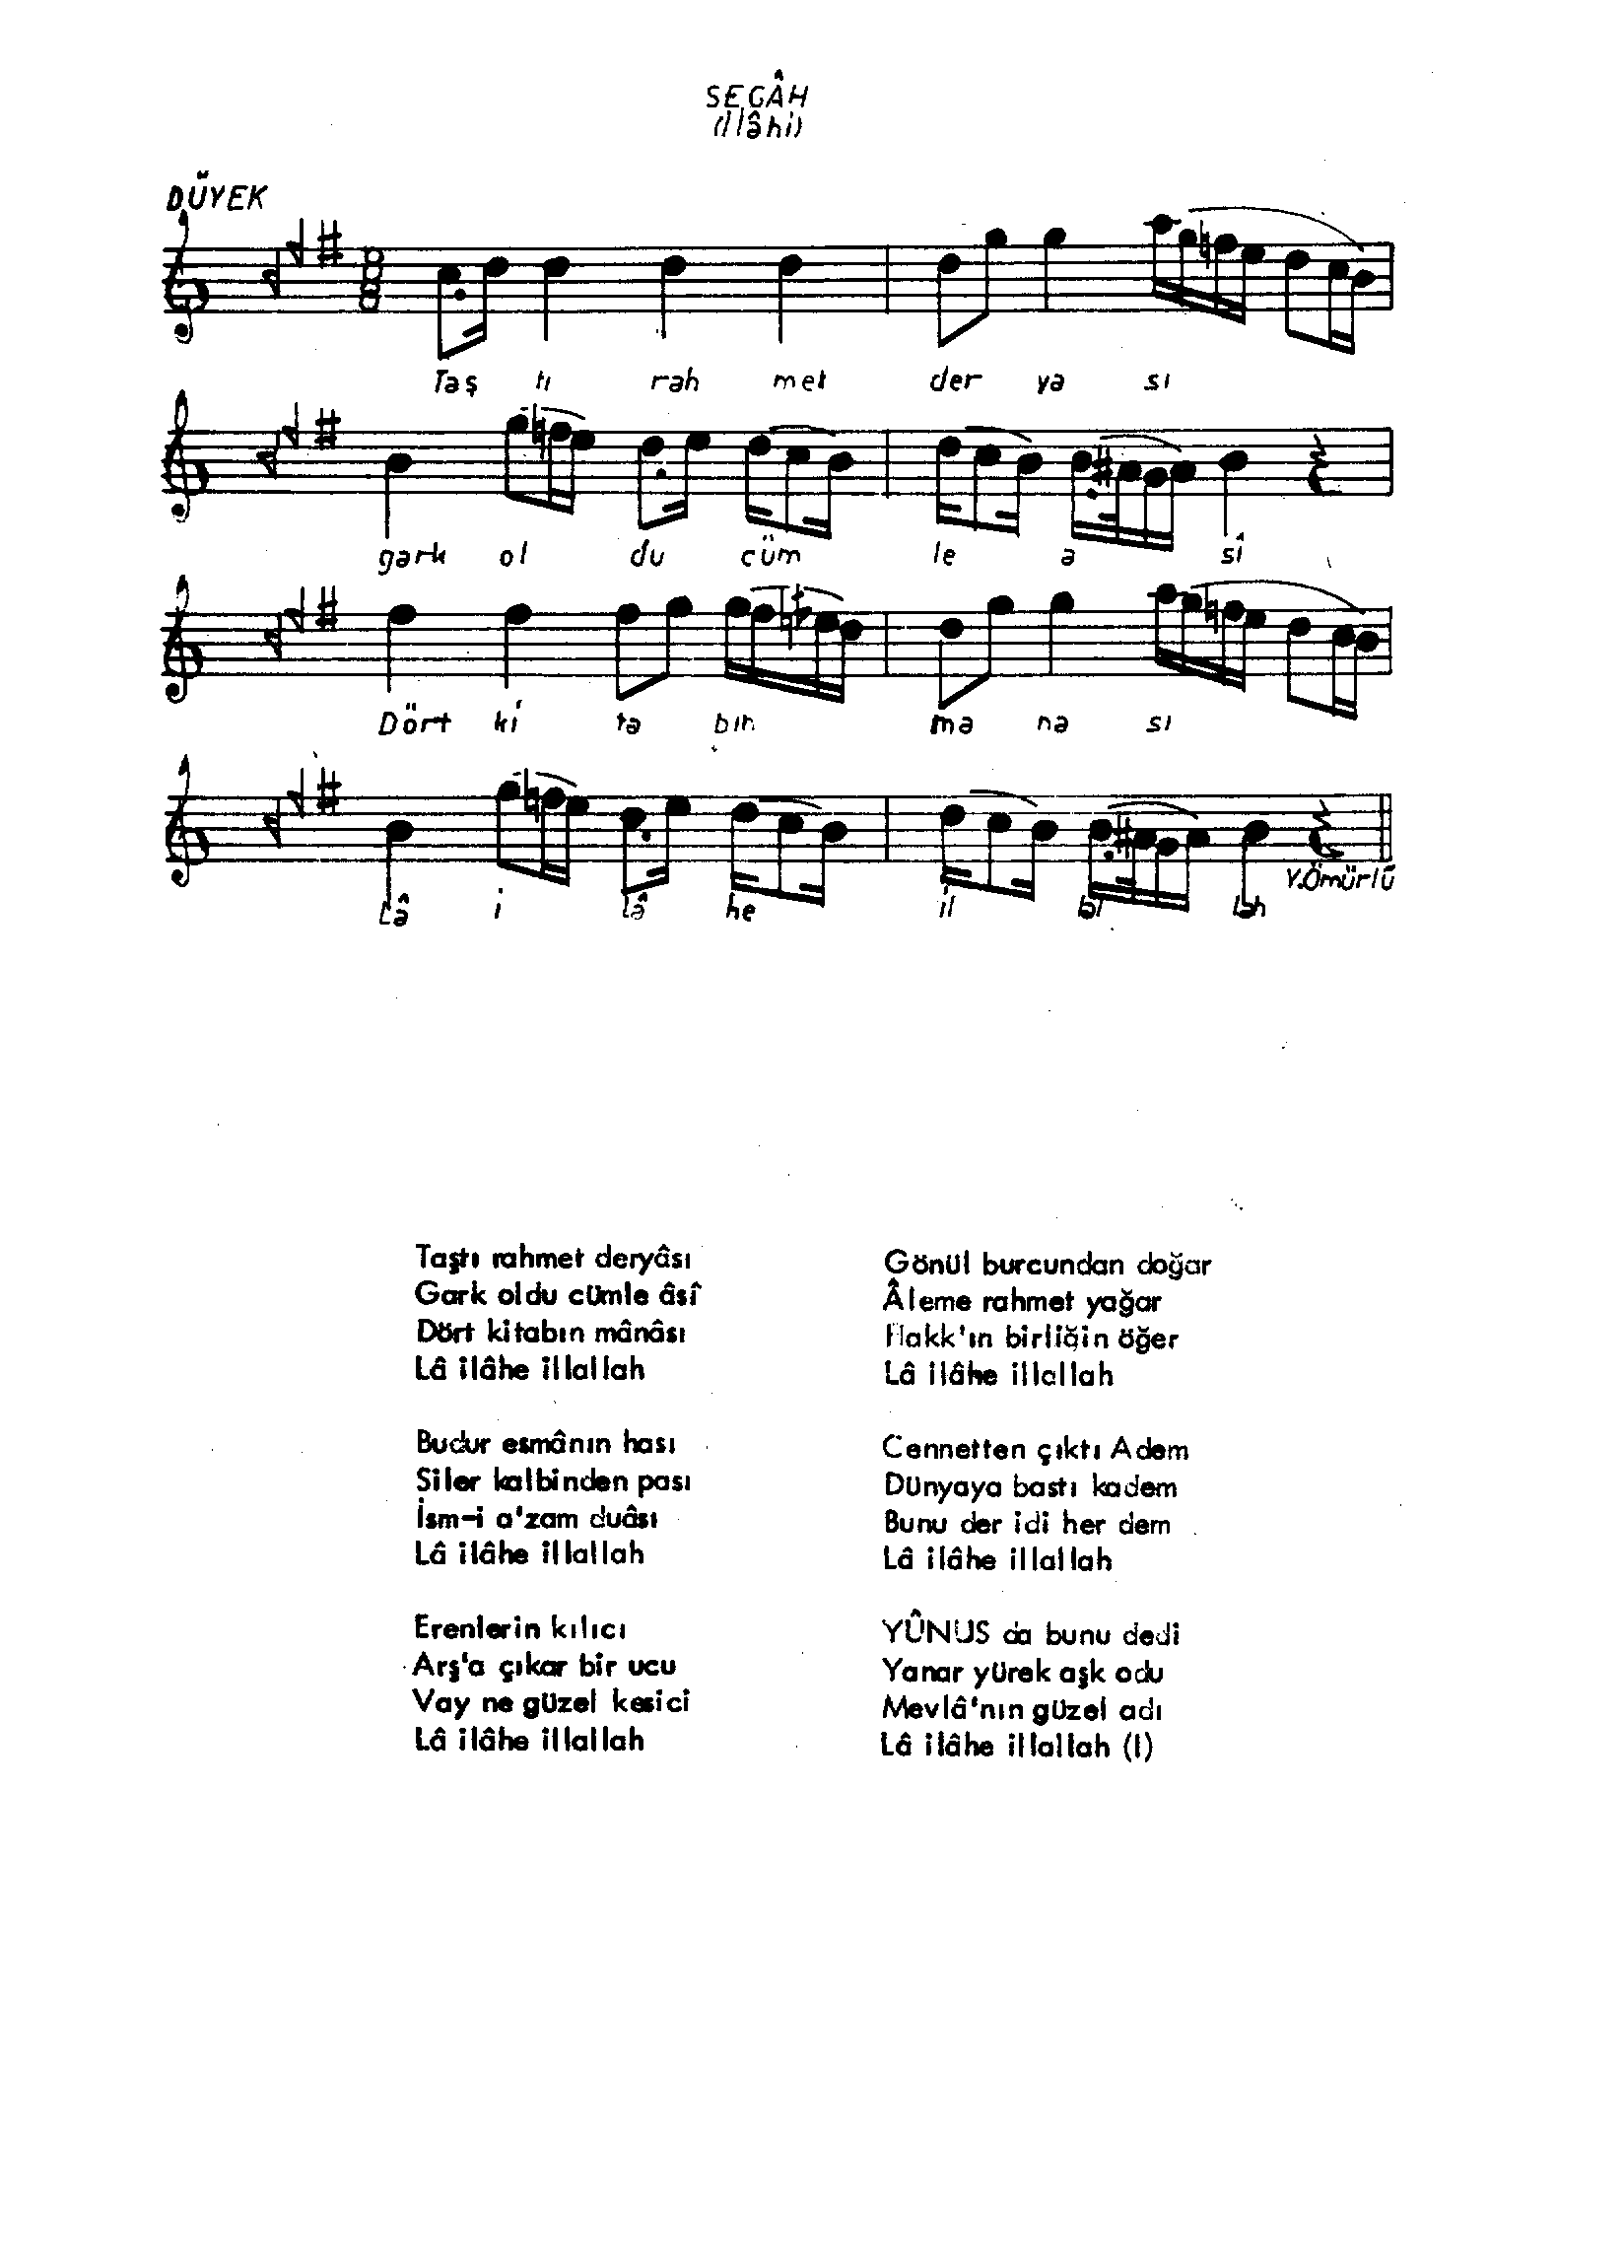 SEGÂH
(İlâhi)
DÜYEK
8
8
Taş tı rah met der ya sı
gark ol du cüm le a sî
Dört ki ta bın ma na sı
Y.Ömürlü
Lâ i lâ he il lal lah
Taştı rahmet deryâsı
Gark oldu cümle âsî
Dört kitabın mânâsı
Lâ ilâhe illallah
Budur esmânın hası
Siler kalbinden pası
İsm-i a'zam duâsı
Lâ ilâhe illallah
Erenlerin kılıcı
Arş'a çıkar bir ucu
Vay ne güzel kesici
Lâ ilâhe illallah
Gönül burcundan doğar
Âleme rahmet yağar
Hakk'ın birliğin öğer
Lâ ilâhe illallah
Cennetten çıktı Adem
Dünyaya bastı kadem
Bunu der idi her dem
Lâ ilâhe illallah
YÛNUS da bunu dedi
Yanar yürek aşk odu
Mevlâ'nın güzel adı
Lâ ilâhe illallah (I)